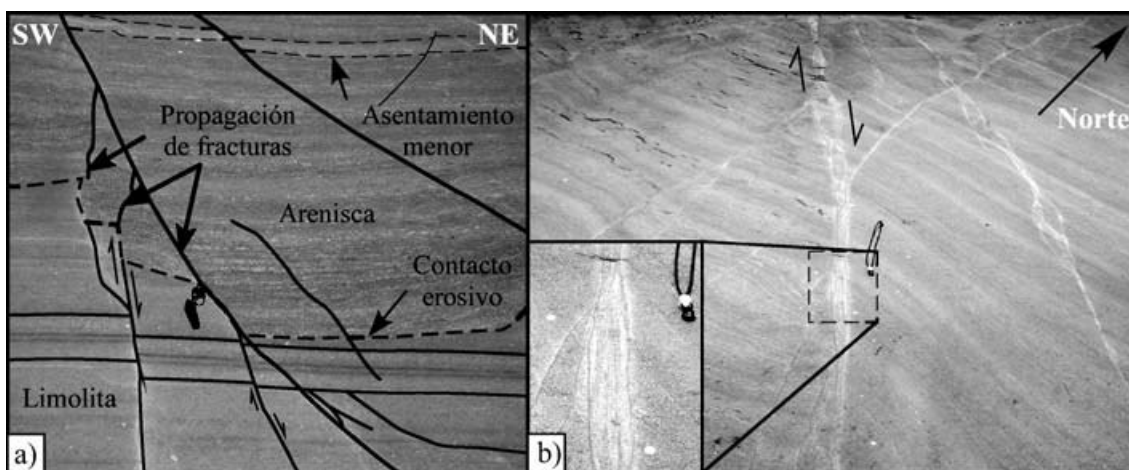 SW
NE
Propagación
de fracturas
Asentamiento
menor
Arenisca
Contacto
erosivo
Limolita
a)
Norte
b)